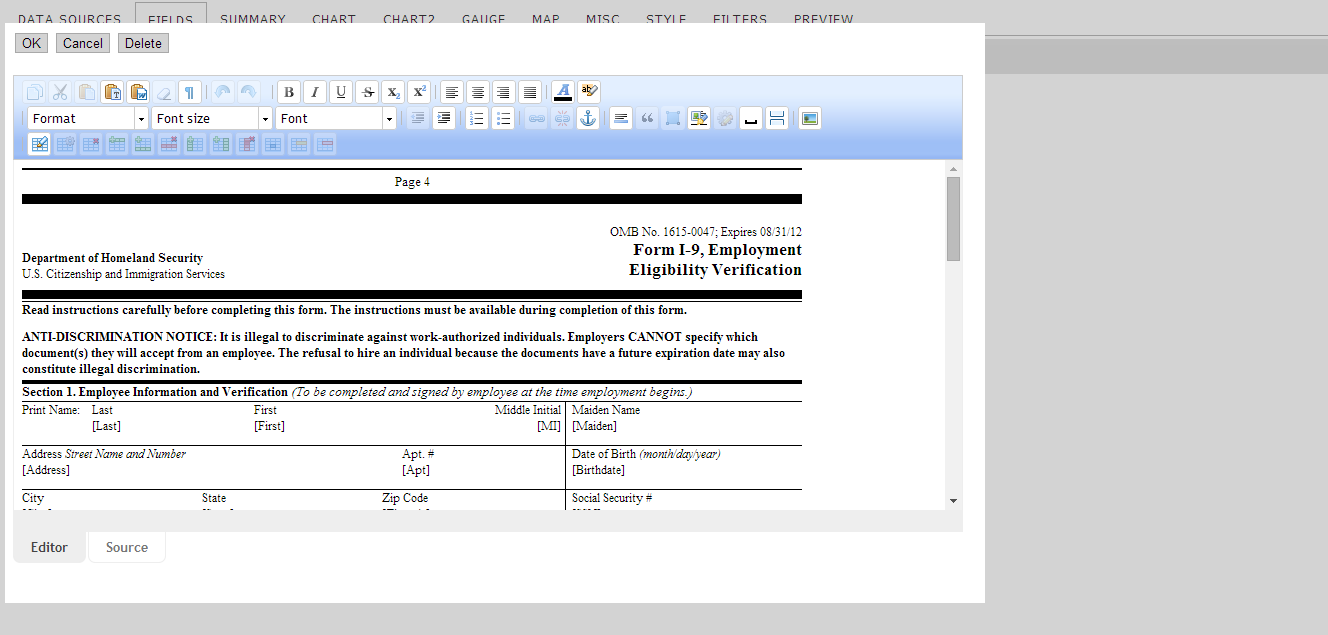 DATA SOURCES FIELDS SUMMARY CHART CHART2 GAUGE MAP MISC STYLE FILTERS PREVIEW
OK Cancel Delete
B I U S X₂ X² A ab
Format Font size Font
Page 4
OMB No. 1615-0047; Expires 08/31/12
Form I-9, Employment
Department of Homeland Security
Eligibility Verification
U.S. Citizenship and Immigration Services
Read instructions carefully before completing this form. The instructions must be available during completion of this form.
ANTI-DISCRIMINATION NOTICE: It is illegal to discriminate against work-authorized individuals. Employers CANNOT specify which
document(s) they will accept from an employee. The refusal to hire an individual because the documents have a future expiration date may also
constitute illegal discrimination.
Section 1. Employee Information and Verification (To be completed and signed by employee at the time employment begins.)
Print Name: Last First Middle Initial Maiden Name
[Last] [First] [MI] [Maiden]
Address Street Name and Number Apt. # Date of Birth (month/day/year)
[Address] [Apt] [Birthdate]
City State Zip Code Social Security #
Editor Source